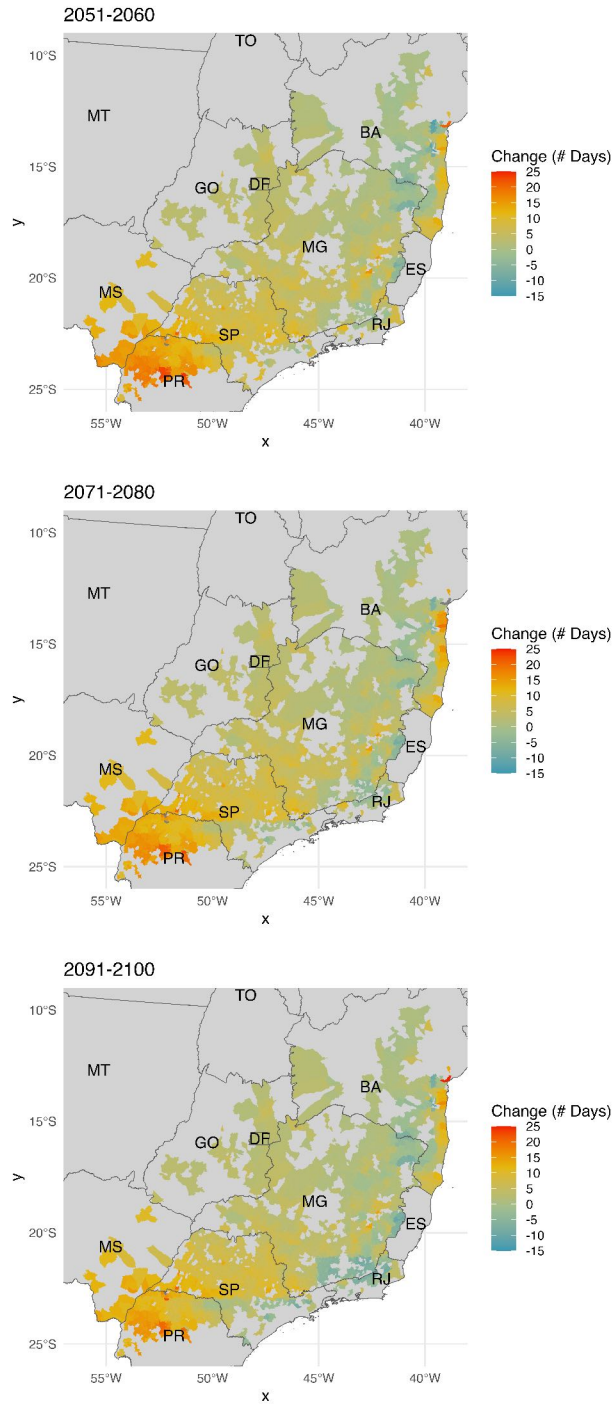 2051-2060
10°S
15°S
20°S
25°S
y
TO
MT
BA
GO
DF
MG
ES
MS
SP
RJ
PR
55°W
50°W
45°W
40°W
x
Change (# Days)
25
20
15
10
5
0
-5
-10
-15
2071-2080
10°S
15°S
20°S
25°S
y
TO
MT
BA
GO
DF
MG
ES
MS
SP
RJ
PR
55°W
50°W
45°W
40°W
x
Change (# Days)
25
20
15
10
5
0
-5
-10
-15
2091-2100
10°S
15°S
20°S
25°S
y
TO
MT
BA
GO
DF
MG
ES
MS
SP
RJ
PR
55°W
50°W
45°W
40°W
x
Change (# Days)
25
20
15
10
5
0
-5
-10
-15